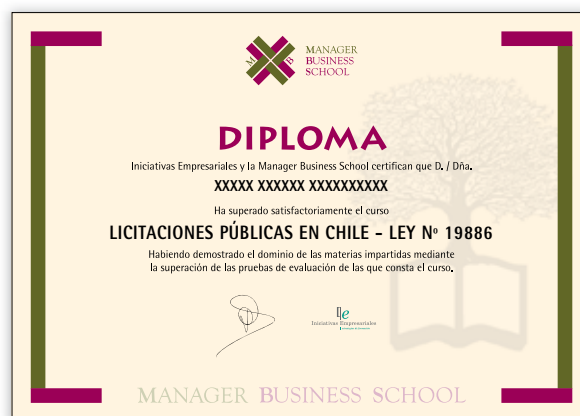 M B
MANAGER
BUSINESS
SCHOOL
DIPLOMA
Iniciativas Empresariales y la Manager Business School certifican que D. / Dña.
XXXXX XXXXXX XXXXXXXXXX
Ha superado satisfactoriamente el curso
LICITACIONES PÚBLICAS EN CHILE - LEY Nº 19886
Habiendo demostrado el dominio de las materias impartidas mediante
la superación de las pruebas de evaluación de las que consta el curso.
Ie
Iniciativas Empresariales
MANAGER BUSINESS SCHOOL